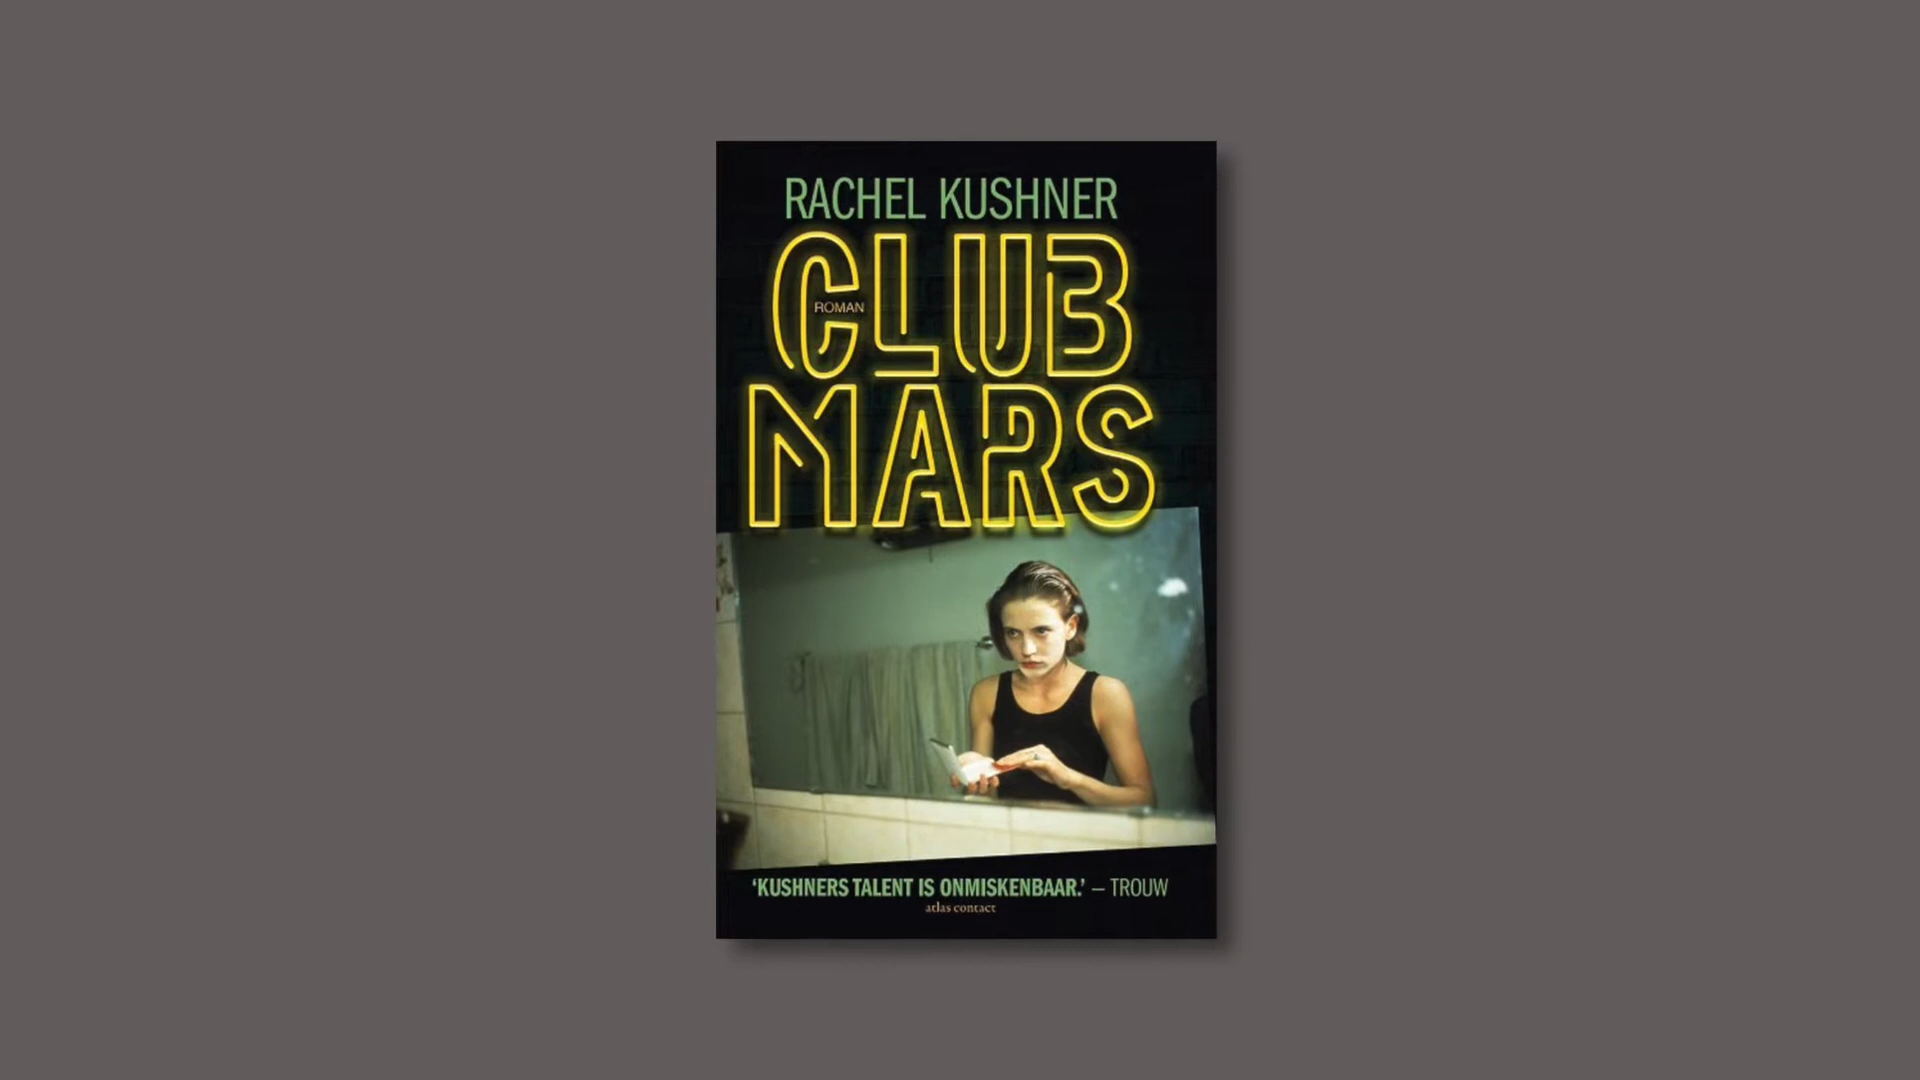 RACHEL KUSHNER
CLUB
ROMAN
MARS
‘KUSHNERS TALENT IS ONMISKENBAAR.’ – TROUW
atlas contact